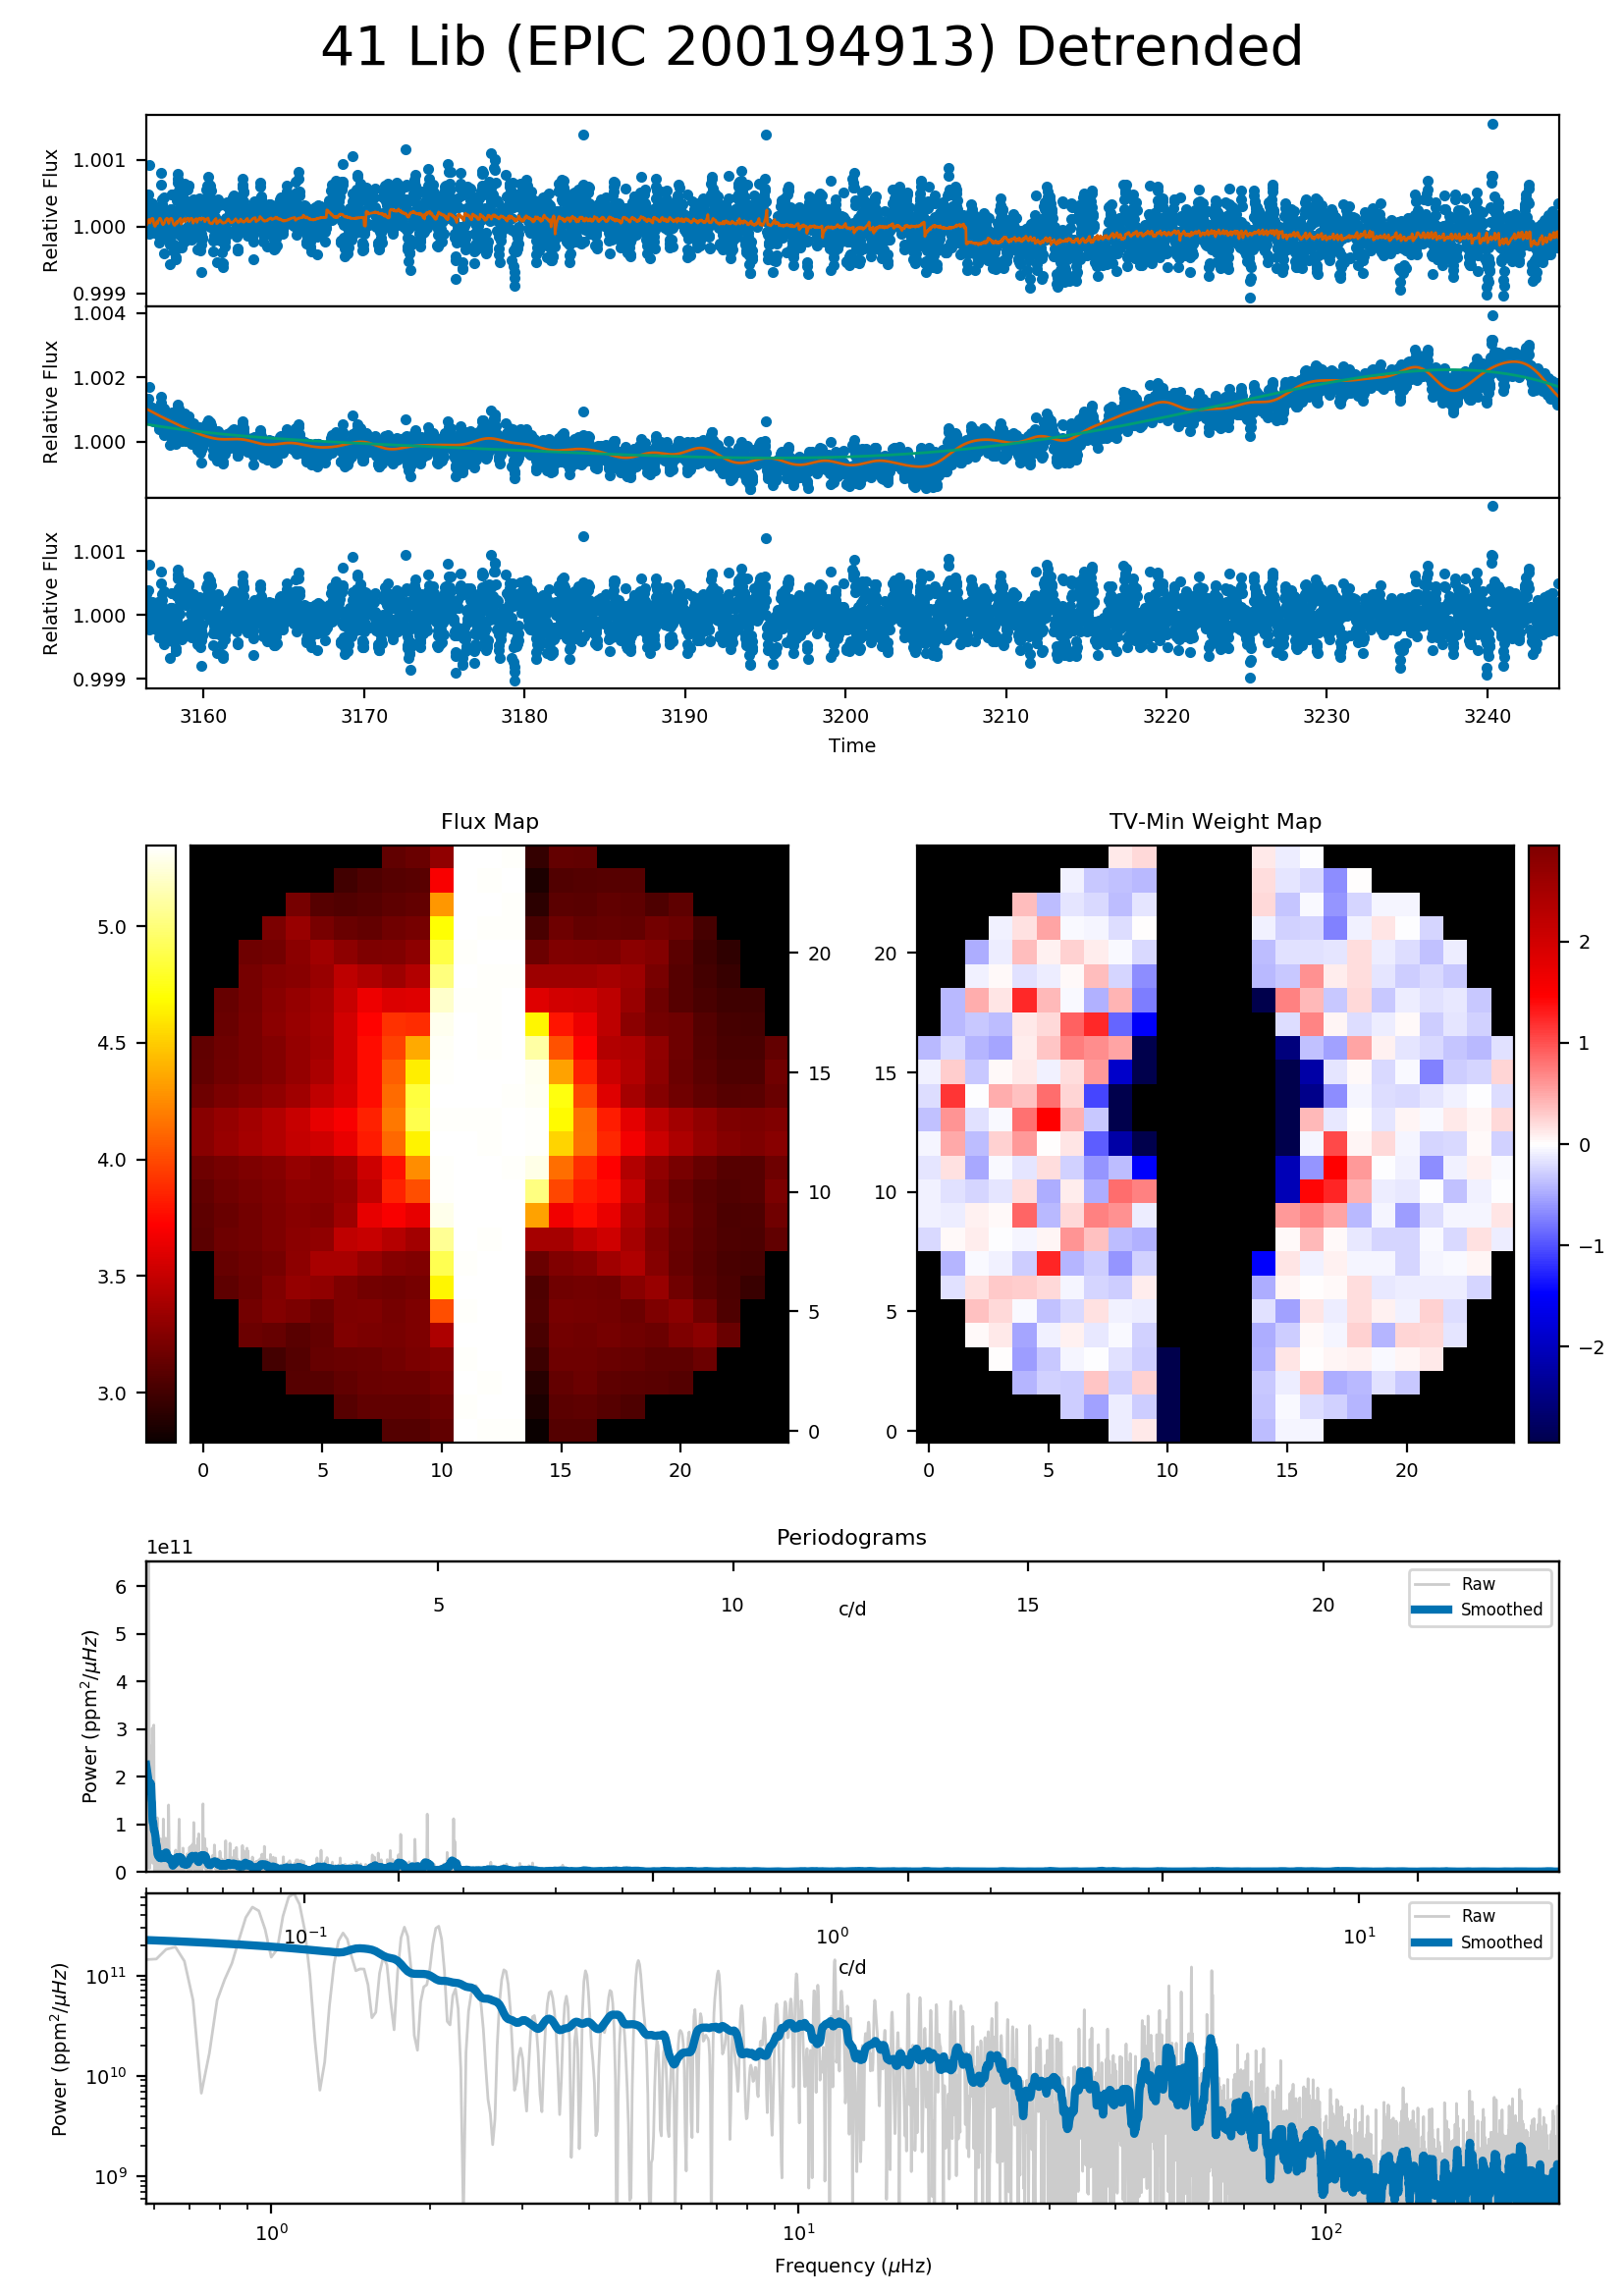 41 Lib (EPIC 200194913) Detrended
Relative Flux
1.001
1.000
0.999
Relative Flux
1.004
1.002
1.000
Relative Flux
1.001
1.000
0.999
3160 3170 3180 3190 3200 3210 3220 3230 3240
Time
Flux Map
5.0
4.5
4.0
3.5
3.0
20
15
10
5
0
0 5 10 15 20
TV-Min Weight Map
20
15
10
5
0
0 5 10 15 20
2
1
0
−1
−2
Periodograms
1e11
Power (ppm²/μHz)
6
5
4
3
2
1
0
5 10 15 20
c/d
Raw
Smoothed
Power (ppm²/μHz)
10¹¹
10¹⁰
10⁹
10⁻¹ 10⁰ 10¹
c/d
Raw
Smoothed
10⁰ 10¹ 10²
Frequency (μHz)